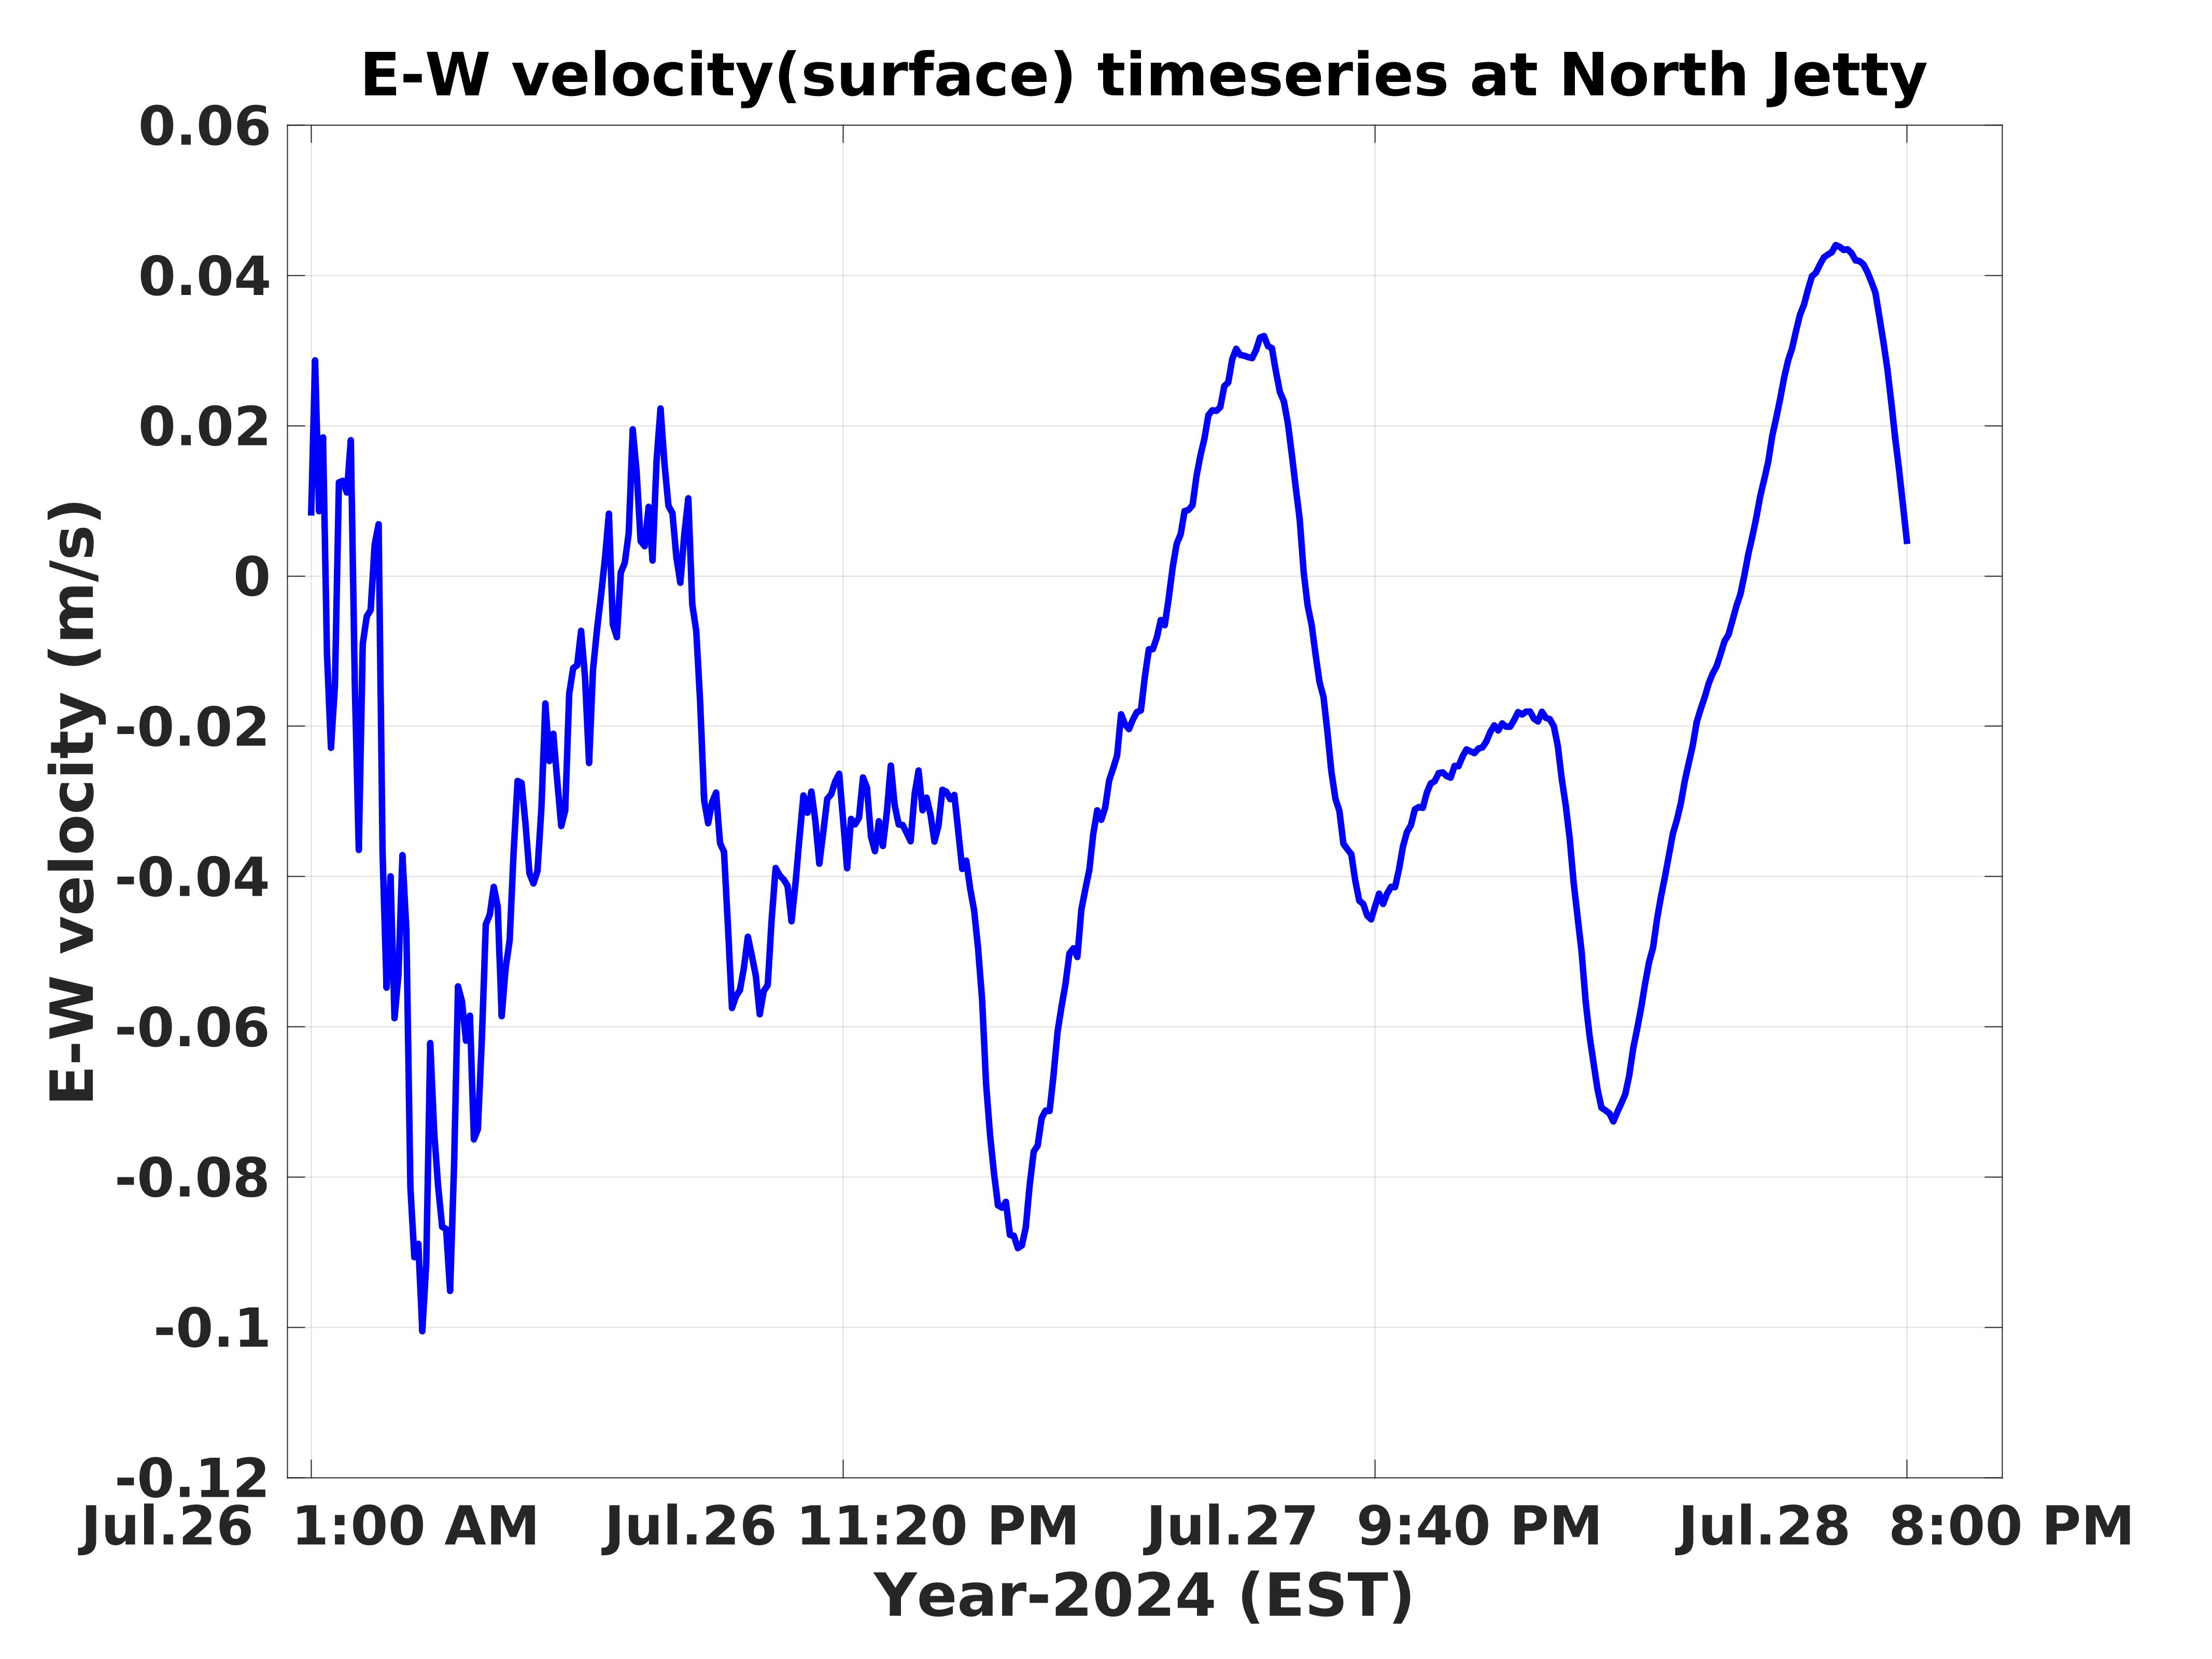 E-W velocity(surface) timeseries at North Jetty
0.06
0.04
0.02
0
-0.02
-0.04
-0.06
-0.08
-0.1
-0.12
E-W velocity (m/s)
Jul.26 1:00 AM Jul.26 11:20 PM Jul.27 9:40 PM Jul.28 8:00 PM
Year-2024 (EST)